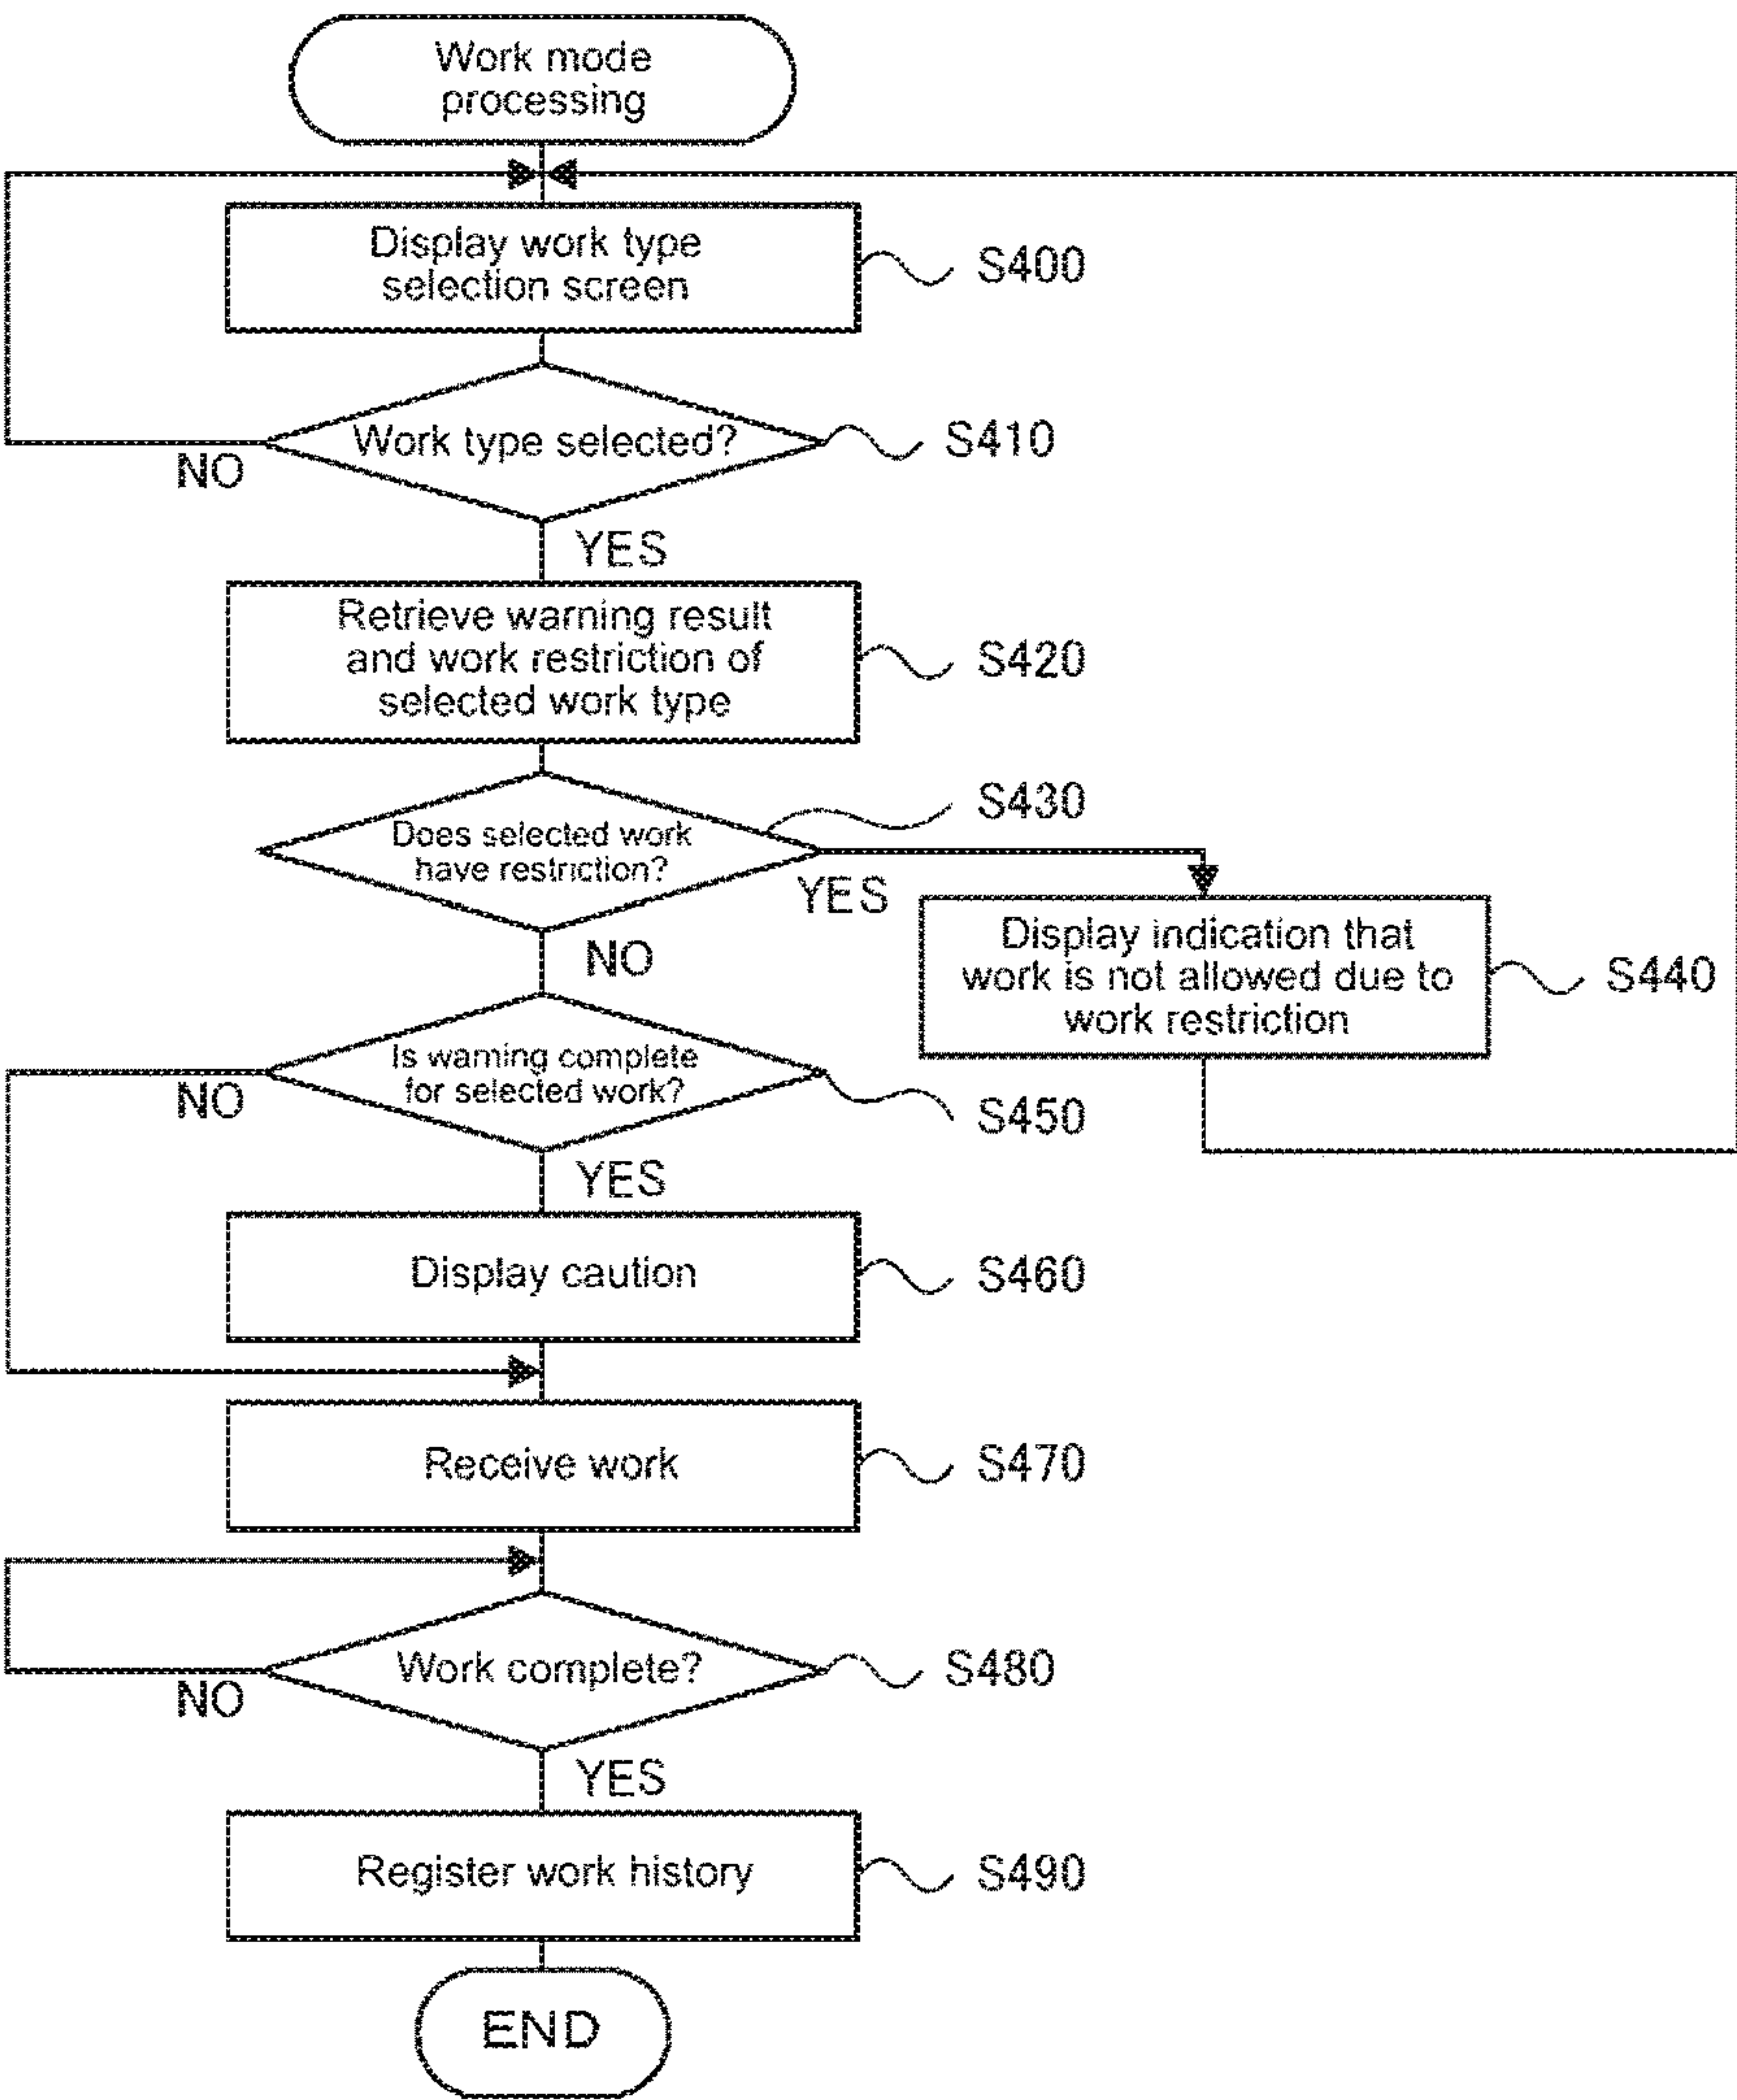 Work mode
processing
Display work type
selection screen
S400
Work type selected?
S410
NO
YES
Retrieve warning result
and work restriction of
selected work type
S420
Does selected work
have restriction?
S430
YES
NO
Display indication that
work is not allowed due to
work restriction
S440
Is warning complete
for selected work?
S450
NO
YES
Display caution
S460
Receive work
S470
Work complete?
S480
NO
YES
Register work history
S490
END